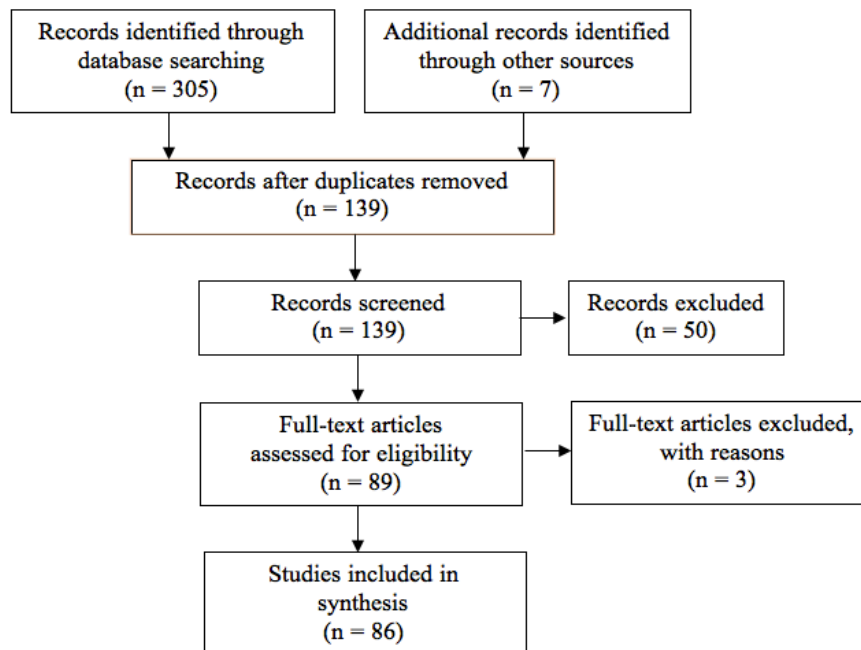 Records identified through
database searching
(n = 305)
Additional records identified
through other sources
(n = 7)
Records after duplicates removed
(n = 139)
Records screened
(n = 139)
Records excluded
(n = 50)
Full-text articles
assessed for eligibility
(n = 89)
Full-text articles excluded,
with reasons
(n = 3)
Studies included in
synthesis
(n = 86)